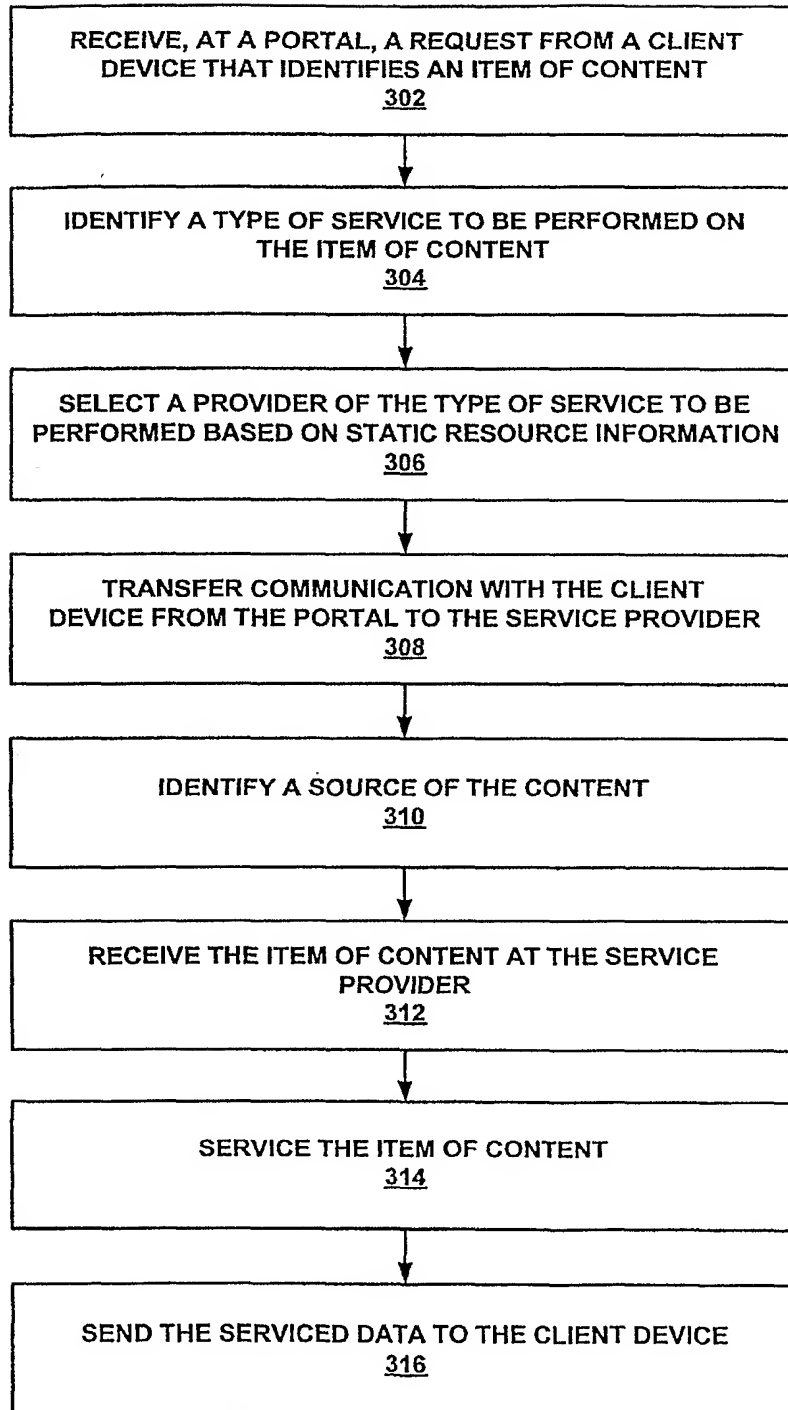 RECEIVE, AT A PORTAL, A REQUEST FROM A CLIENT
DEVICE THAT IDENTIFIES AN ITEM OF CONTENT
302
IDENTIFY A TYPE OF SERVICE TO BE PERFORMED ON
THE ITEM OF CONTENT
304
SELECT A PROVIDER OF THE TYPE OF SERVICE TO BE
PERFORMED BASED ON STATIC RESOURCE INFORMATION
306
TRANSFER COMMUNICATION WITH THE CLIENT
DEVICE FROM THE PORTAL TO THE SERVICE PROVIDER
308
IDENTIFY A SOURCE OF THE CONTENT
310
RECEIVE THE ITEM OF CONTENT AT THE SERVICE
PROVIDER
312
SERVICE THE ITEM OF CONTENT
314
SEND THE SERVICED DATA TO THE CLIENT DEVICE
316